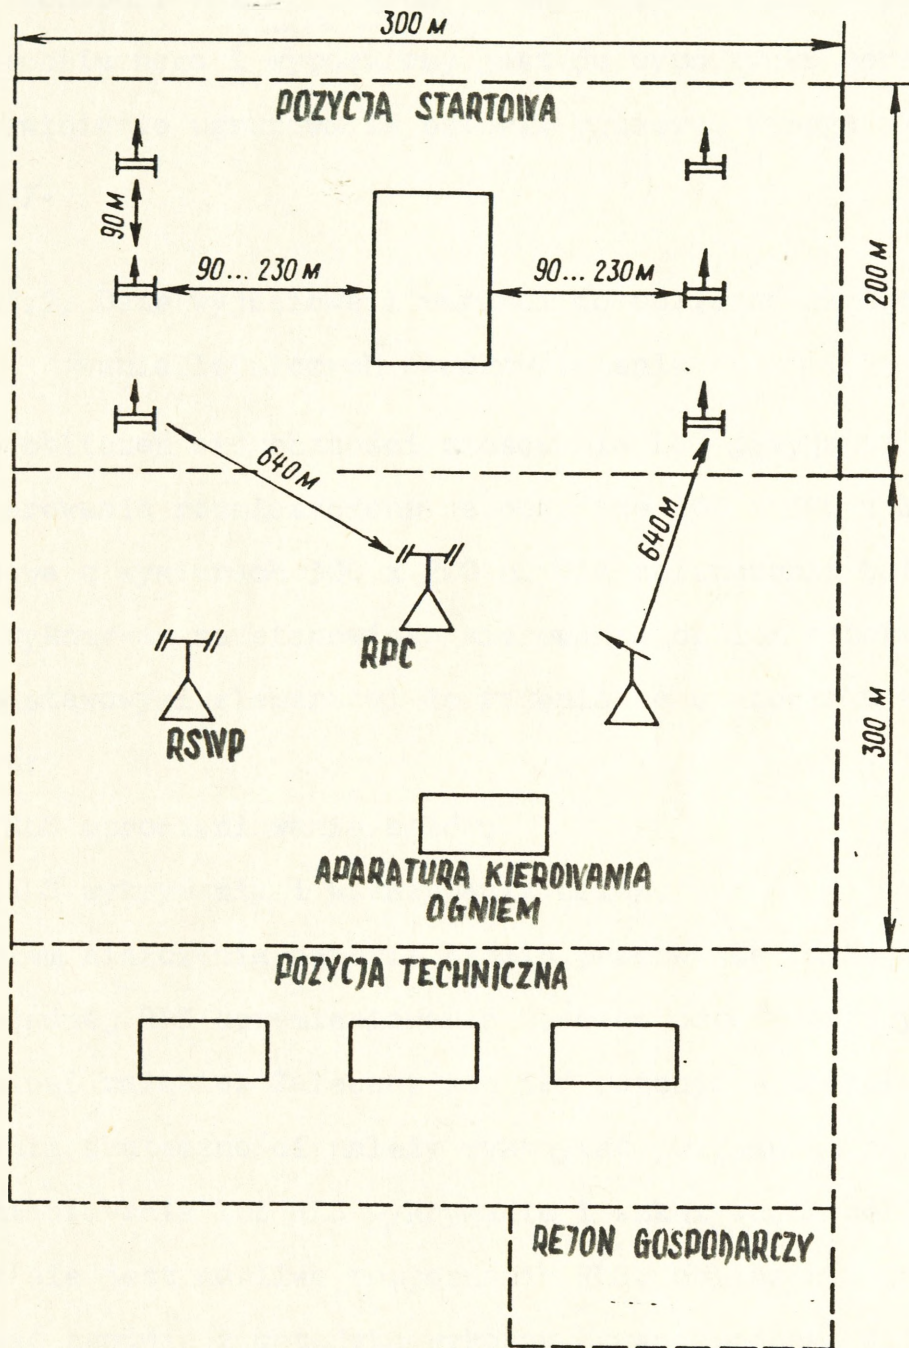 300 м
POZYCJA STARTOWA
90 м
90... 230 м
90... 230 м
200 м
640 м
640 м
RPC
RSWP
300 м
APARATURA KIEROWANIA
OGNIEM
POZYCJA TECHNICZNA
REJON GOSPODARCZY